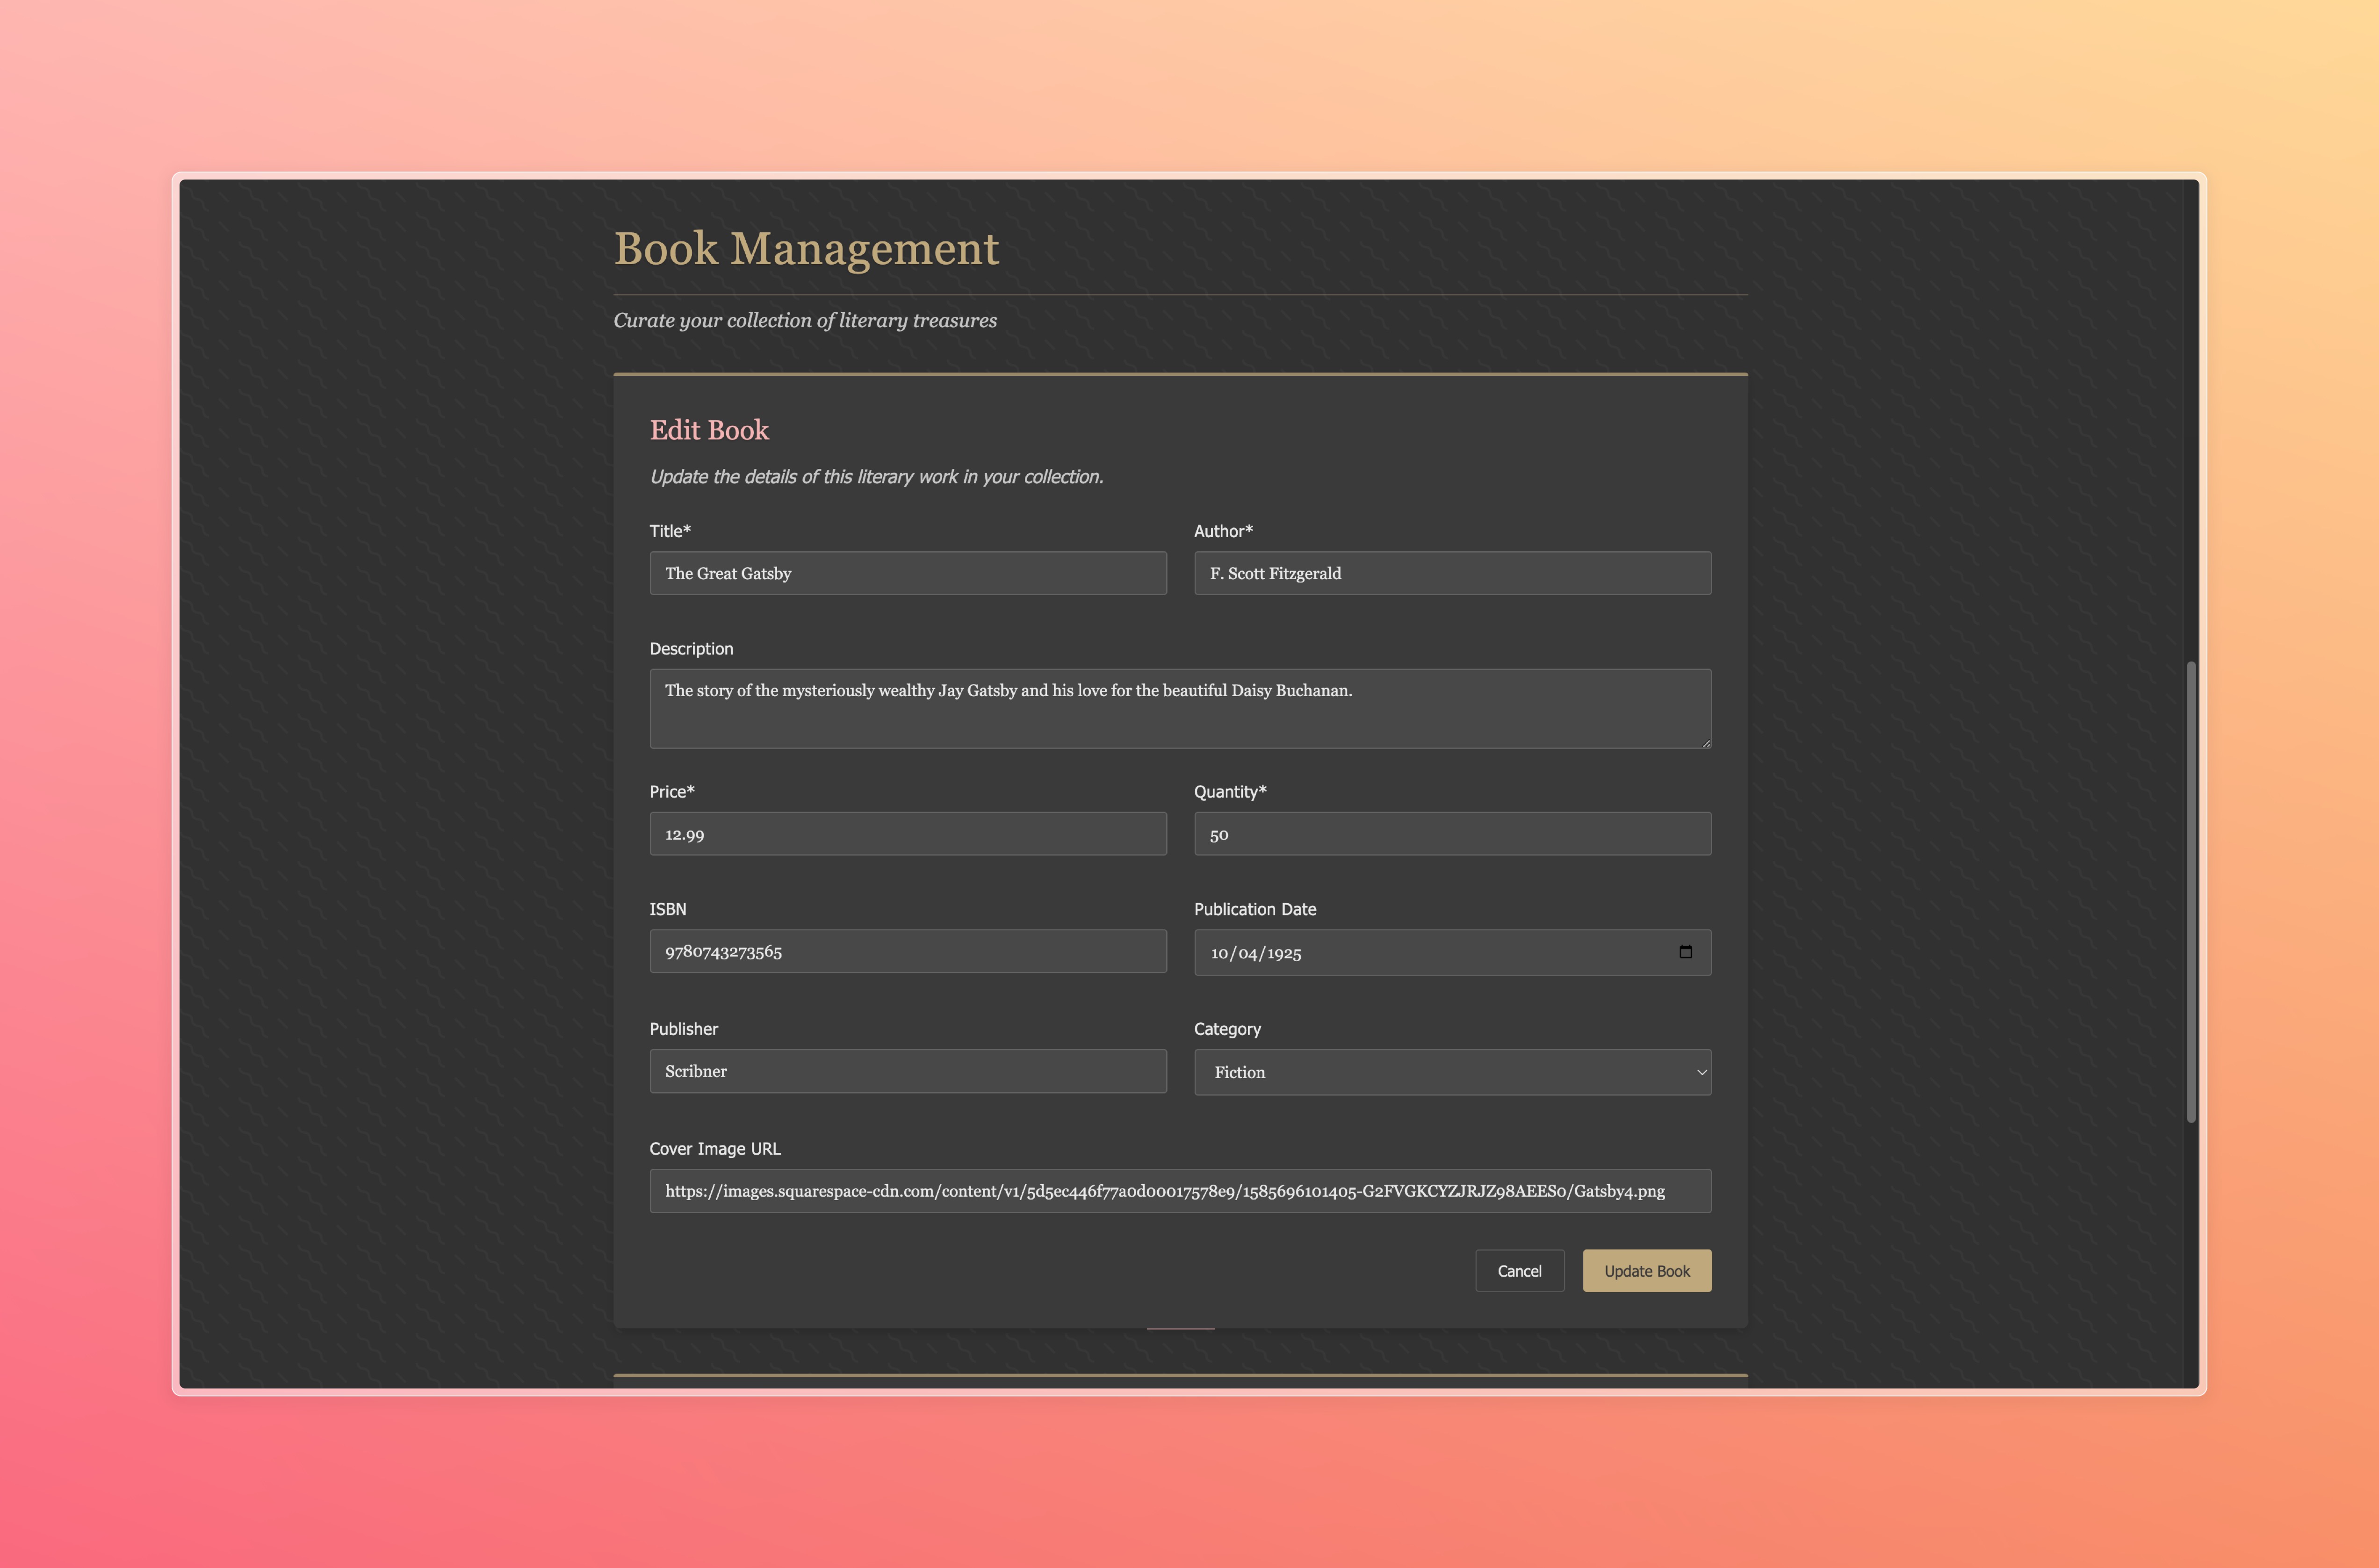 Book Management
Curate your collection of literary treasures
Edit Book
Update the details of this literary work in your collection.
Title*
Author*
The Great Gatsby
F. Scott Fitzgerald
Description
The story of the mysteriously wealthy Jay Gatsby and his love for the beautiful Daisy Buchanan.
Price*
Quantity*
12.99
50
ISBN
Publication Date
9780743273565
10/04/1925
Publisher
Category
Scribner
Fiction
Cover Image URL
https://images.squarespace-cdn.com/content/v1/5d5ec446f77a0d00017578e9/1585696101405-G2FVGKCYZJRJZ98AEES0/Gatsby4.png
Cancel
Update Book